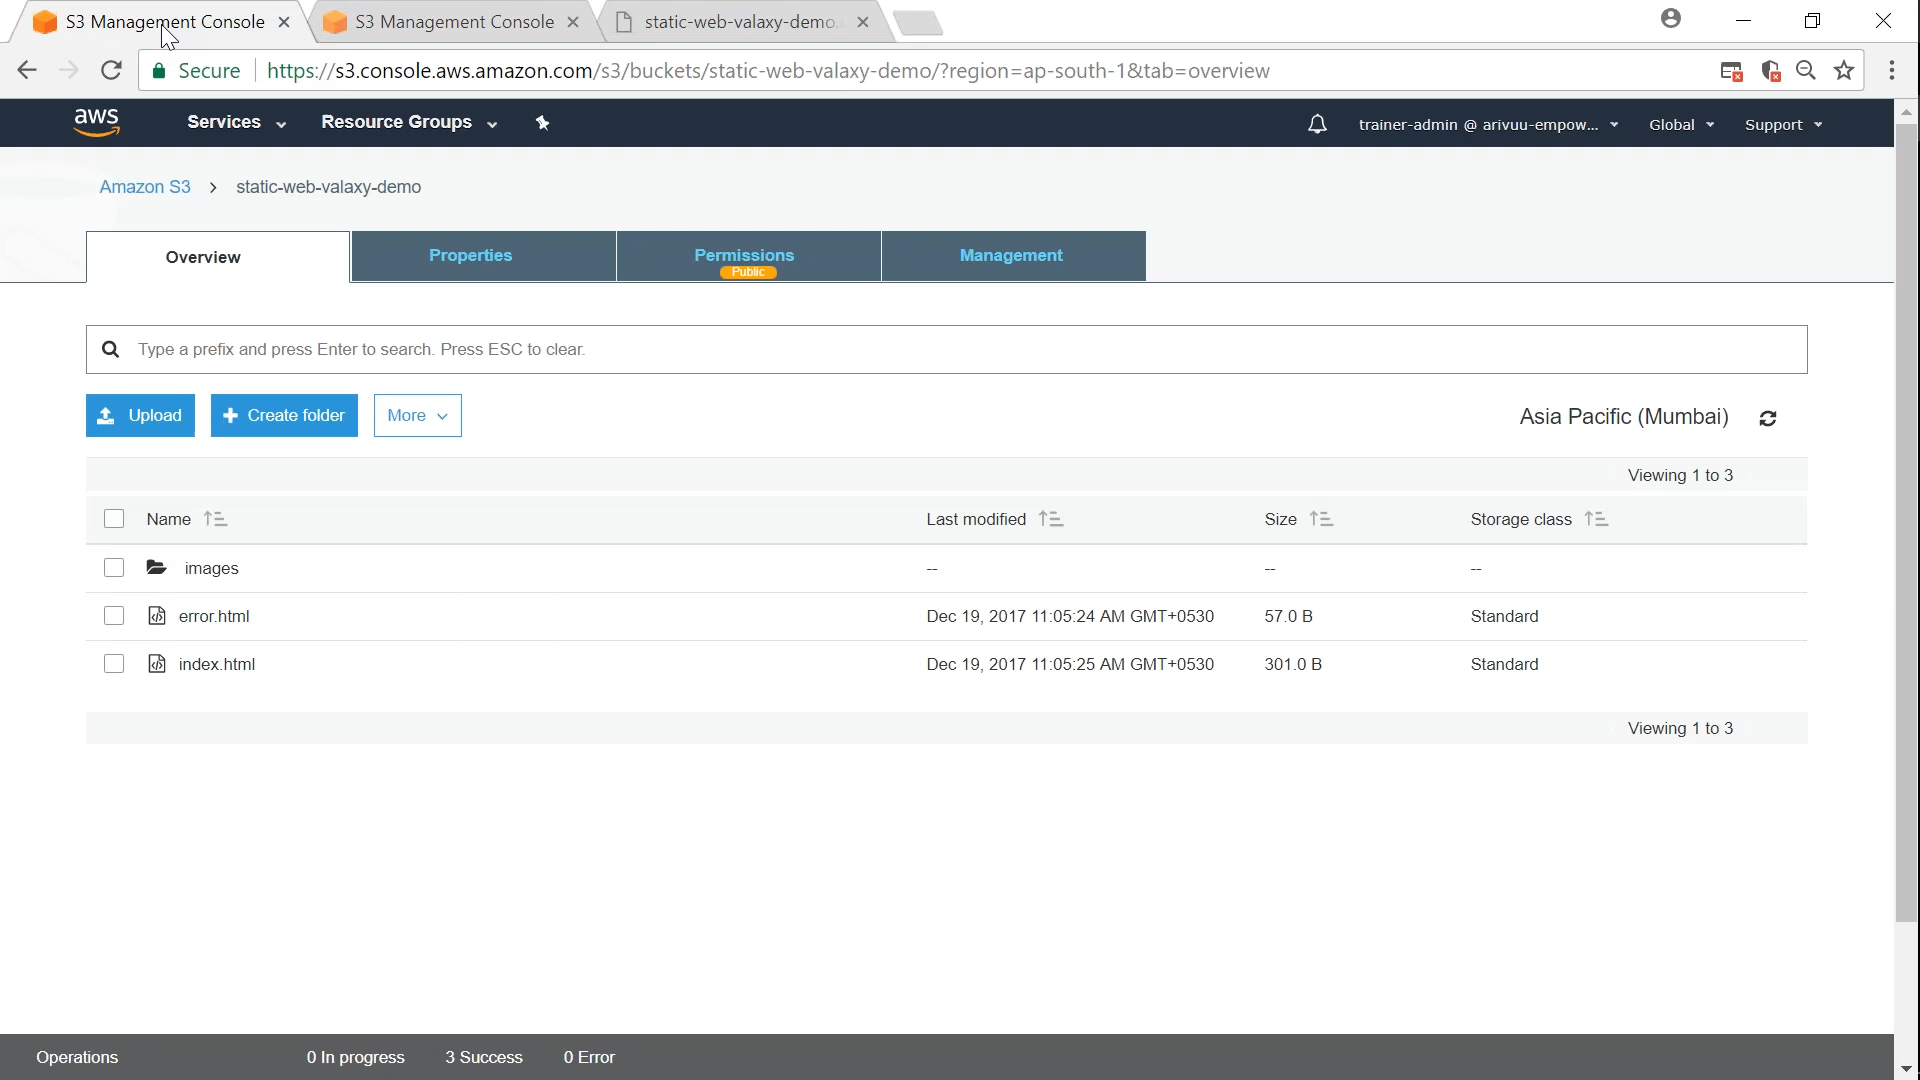 S3 Management Console
S3 Management Console
static-web-valaxy-demo.
Secure https://s3.console.aws.amazon.com/s3/buckets/static-web-valaxy-demo/?region=ap-south-1&tab=overview
aws Services Resource Groups trainer-admin @ arivuu-empow... Global Support
Amazon S3 > static-web-valaxy-demo
Overview Properties Permissions Management
Public
Type a prefix and press Enter to search. Press ESC to clear.
Upload + Create folder More Asia Pacific (Mumbai)
Viewing 1 to 3
Name Last modified Size Storage class
images -- -- --
error.html Dec 19, 2017 11:05:24 AM GMT+0530 57.0 B Standard
index.html Dec 19, 2017 11:05:25 AM GMT+0530 301.0 B Standard
Viewing 1 to 3
Operations 0 In progress 3 Success 0 Error